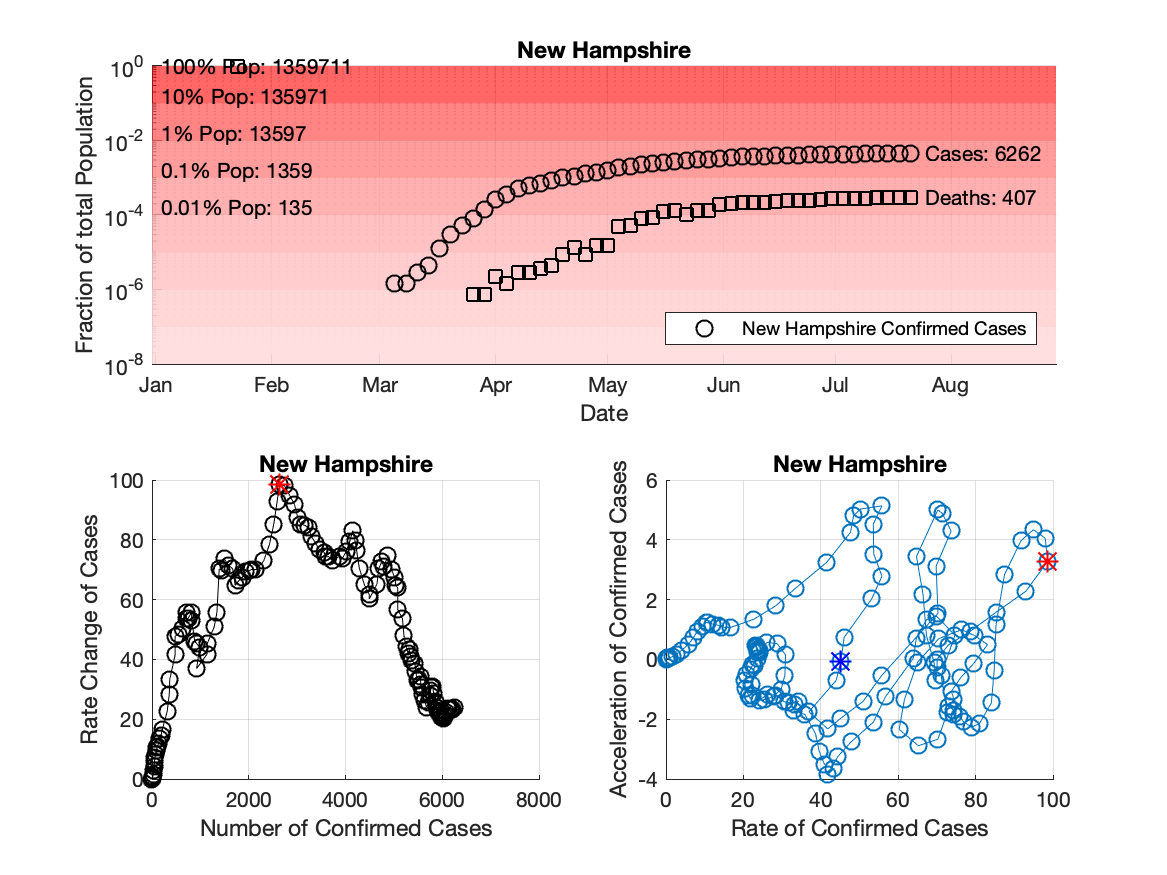 New Hampshire
Fraction of total Population
10^0
10^-2
10^-4
10^-6
10^-8
100% Pop: 1359711
10% Pop: 135971
1% Pop: 13597
0.1% Pop: 1359
0.01% Pop: 135
Cases: 6262
Deaths: 407
New Hampshire Confirmed Cases
Jan Feb Mar Apr May Jun Jul Aug
Date
New Hampshire
Rate Change of Cases
100
80
60
40
20
0
0 2000 4000 6000 8000
Number of Confirmed Cases
New Hampshire
Acceleration of Confirmed Cases
6
4
2
0
-2
-4
0 20 40 60 80 100
Rate of Confirmed Cases